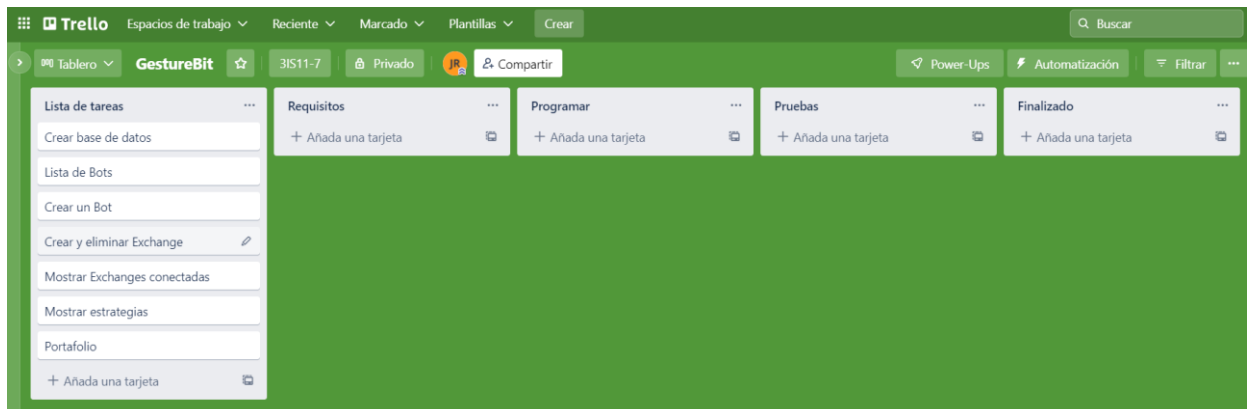 Trello Espacios de trabajo Reciente Marcado Plantillas Crear Buscar
Tablero GestureBit 3IS11-7 Privado JR Compartir Power-Ups Automatización Filtrar
Lista de tareas
Crear base de datos
Lista de Bots
Crear un Bot
Crear y eliminar Exchange
Mostrar Exchanges conectadas
Mostrar estrategias
Portafolio
+ Añada una tarjeta
Requisitos
+ Añada una tarjeta
Programar
+ Añada una tarjeta
Pruebas
+ Añada una tarjeta
Finalizado
+ Añada una tarjeta